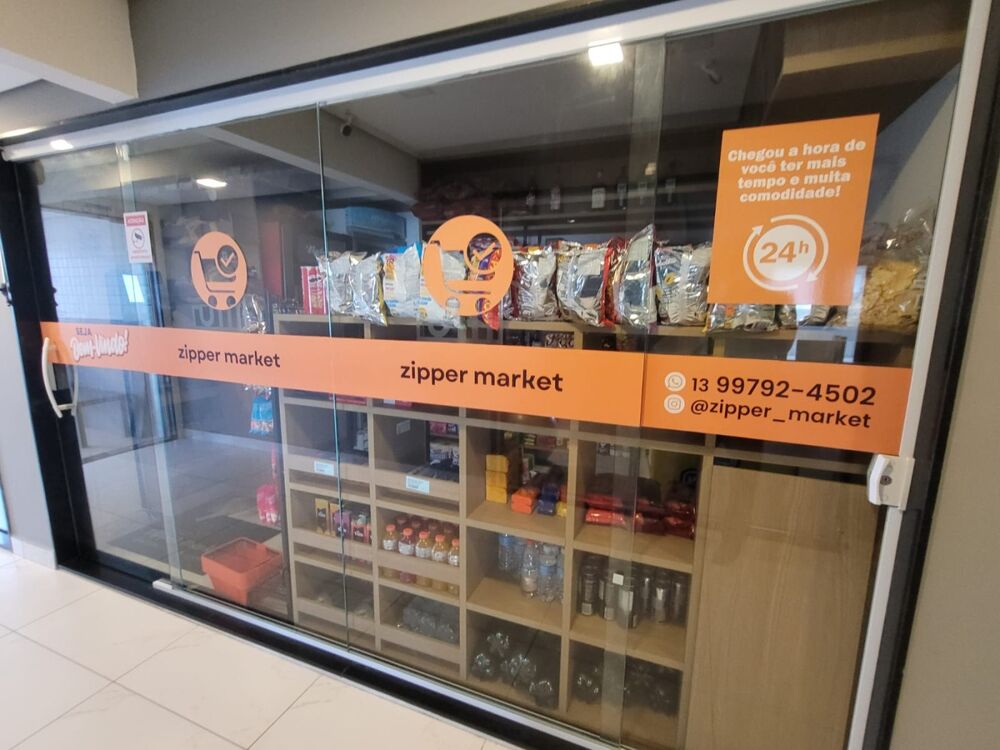 Chegou a hora de
você ter mais
tempo e muita
comodidade!
24h
ATENÇÃO
SEJA
Bem-Vindo!
zipper market
zipper market
13 99792-4502
@zipper_market